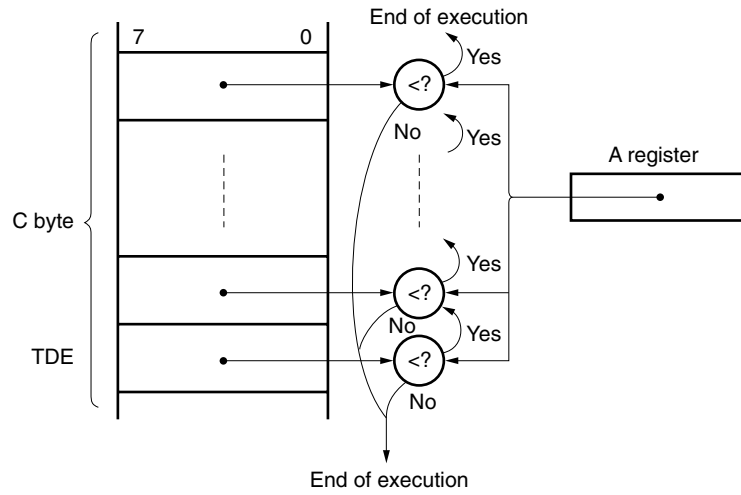 End of execution
7 0
Yes
<?
No
Yes
A register
C byte
Yes
<?
No
Yes
TDE
<?
No
End of execution